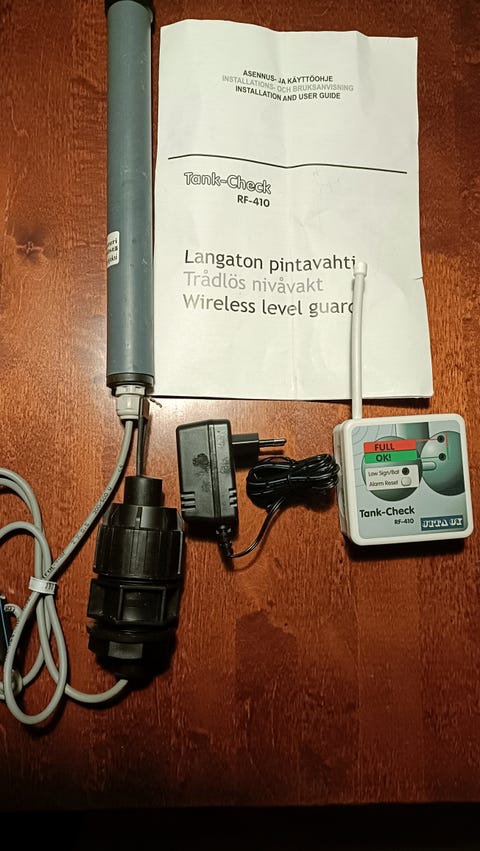 ASENNUS- JA KÄYTTÖOHJE
INSTALLATIONS- OCH BRUKSANVISNING
INSTALLATION AND USER GUIDE
Tank-Check
RF-410
Langaton pintavahti
Trådlös nivåvakt
Wireless level guard
FULL
OK!
Low Sign/Bat
Alarm Reset
Tank-Check
RF-410
JITA OY